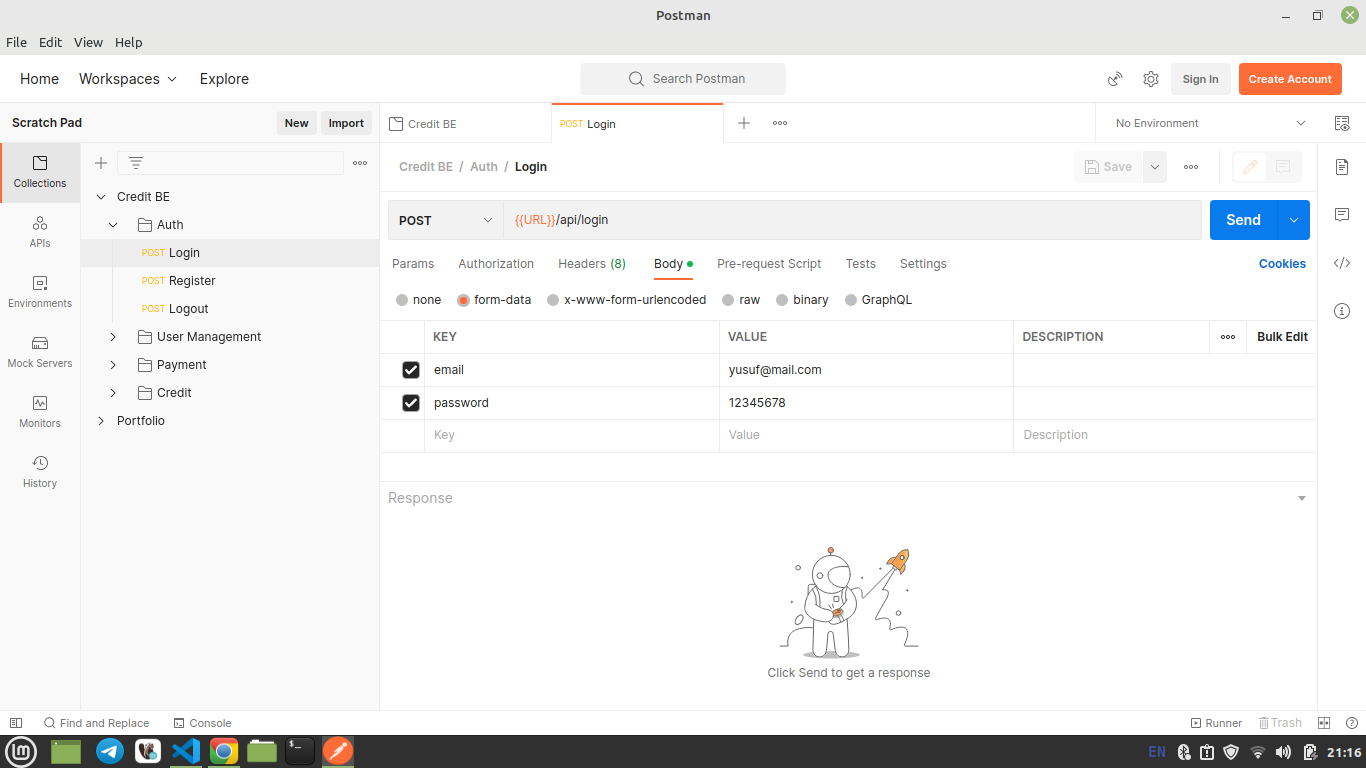 Postman
File Edit View Help
Home Workspaces Explore Search Postman Sign In Create Account
Scratch Pad New Import Credit BE POST Login No Environment
Collections
APIs
Environments
Mock Servers
Monitors
History
Credit BE
Auth
POST Login
POST Register
POST Logout
User Management
Payment
Credit
Portfolio
Credit BE / Auth / Login Save
POST {{URL}}/api/login Send
Params Authorization Headers (8) Body Pre-request Script Tests Settings Cookies
none form-data x-www-form-urlencoded raw binary GraphQL
KEY VALUE DESCRIPTION Bulk Edit
email yusuf@mail.com
password 12345678
Key Value Description
Response
Click Send to get a response
Find and Replace Console Runner Trash
lm $_ EN 21:16